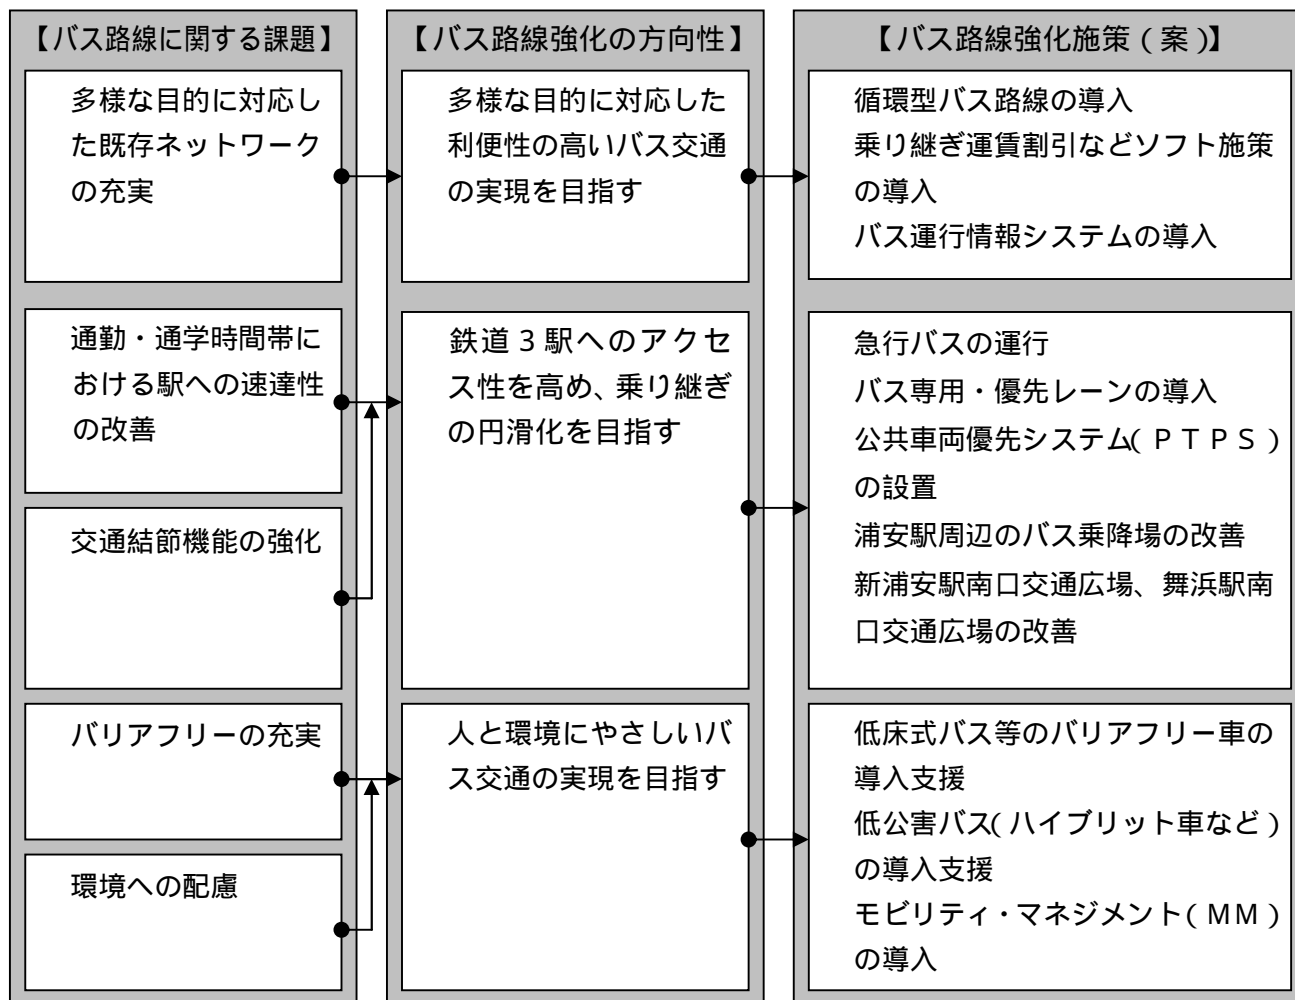 【バス路線に関する課題】
多様な目的に対応し
た既存ネットワーク
の充実
通勤・通学時間帯に
おける駅への速達性
の改善
交通結節機能の強化
バリアフリーの充実
環境への配慮
【バス路線強化の方向性】
多様な目的に対応した
利便性の高いバス交通
の実現を目指す
鉄道3駅へのアクセ
ス性を高め、乗り継ぎ
の円滑化を目指す
人と環境にやさしいバ
ス交通の実現を目指す
【バス路線強化施策(案)】
循環型バス路線の導入
乗り継ぎ運賃割引などソフト施策
の導入
バス運行情報システムの導入
急行バスの運行
バス専用・優先レーンの導入
公共車両優先システム(PTPS)
の設置
浦安駅周辺のバス乗降場の改善
新浦安駅南口交通広場、舞浜駅南
口交通広場の改善
低床式バス等のバリアフリー車の
導入支援
低公害バス(ハイブリット車など)
の導入支援
モビリティ・マネジメント(MM)
の導入